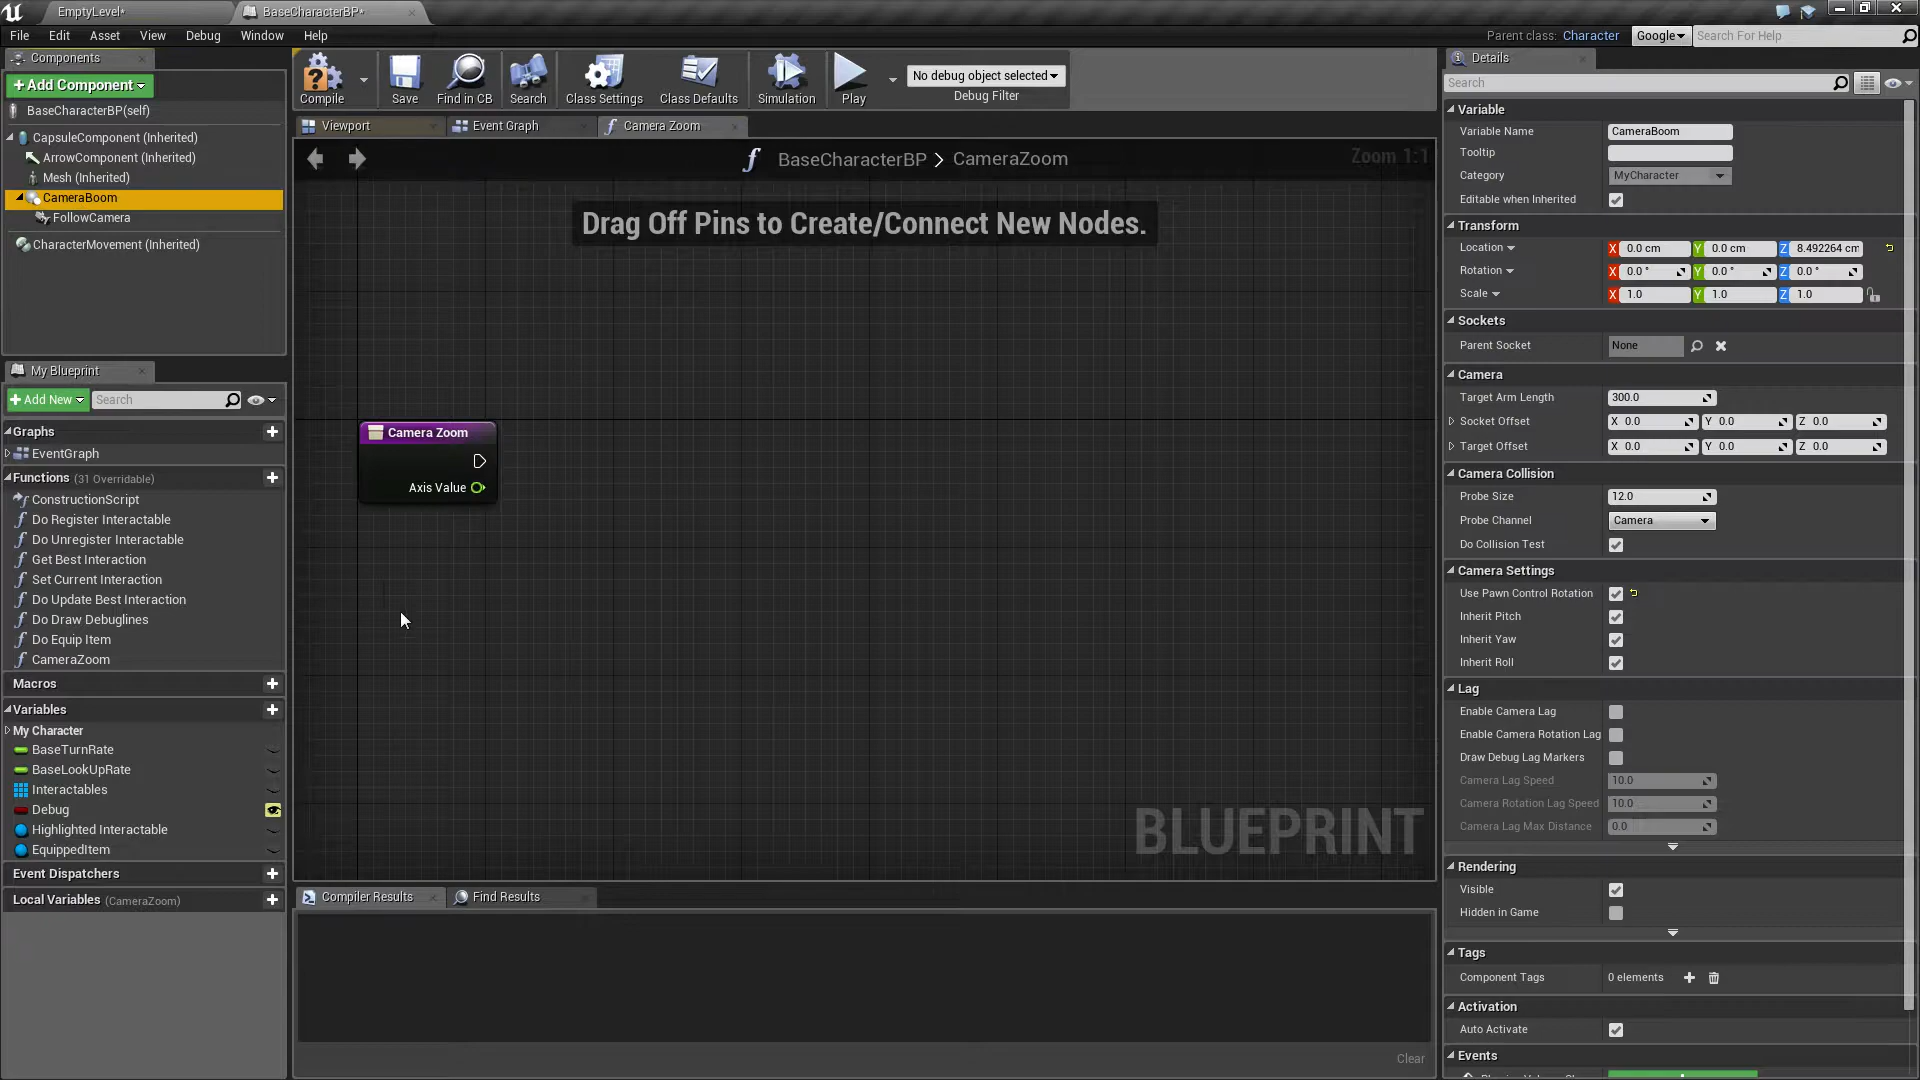 EmptyLevel*
BaseCharacterBP*
File Edit Asset View Debug Window Help
Parent class: Character
Google
Search For Help
Components
Add Component
BaseCharacterBP(self)
CapsuleComponent (Inherited)
ArrowComponent (Inherited)
Mesh (Inherited)
CameraBoom
FollowCamera
CharacterMovement (Inherited)
My Blueprint
Add New
Search
Graphs
EventGraph
Functions (31 Overridable)
ConstructionScript
Do Register Interactable
Do Unregister Interactable
Get Best Interaction
Set Current Interaction
Do Update Best Interaction
Do Draw Debuglines
Do Equip Item
CameraZoom
Macros
Variables
My Character
BaseTurnRate
BaseLookUpRate
Interactables
Debug
Highlighted Interactable
EquippedItem
Event Dispatchers
Local Variables (CameraZoom)
Compile
Save
Find in CB
Search
Class Settings
Class Defaults
Simulation
Play
No debug object selected
Debug Filter
Viewport
Event Graph
Camera Zoom
BaseCharacterBP > CameraZoom
Zoom 1:1
Drag Off Pins to Create/Connect New Nodes.
Camera Zoom
Axis Value
BLUEPRINT
Compiler Results
Find Results
Clear
Details
Search
Variable
Variable Name CameraBoom
Tooltip
Category MyCharacter
Editable when Inherited
Transform
Location X 0.0 cm Y 0.0 cm Z 8.492264 cm
Rotation X 0.0 ° Y 0.0 ° Z 0.0 °
Scale X 1.0 Y 1.0 Z 1.0
Sockets
Parent Socket None
Camera
Target Arm Length 300.0
Socket Offset X 0.0 Y 0.0 Z 0.0
Target Offset X 0.0 Y 0.0 Z 0.0
Camera Collision
Probe Size 12.0
Probe Channel Camera
Do Collision Test
Camera Settings
Use Pawn Control Rotation
Inherit Pitch
Inherit Yaw
Inherit Roll
Lag
Enable Camera Lag
Enable Camera Rotation Lag
Draw Debug Lag Markers
Camera Lag Speed 10.0
Camera Rotation Lag Speed 10.0
Camera Lag Max Distance 0.0
Rendering
Visible
Hidden in Game
Tags
Component Tags 0 elements
Activation
Auto Activate
Events